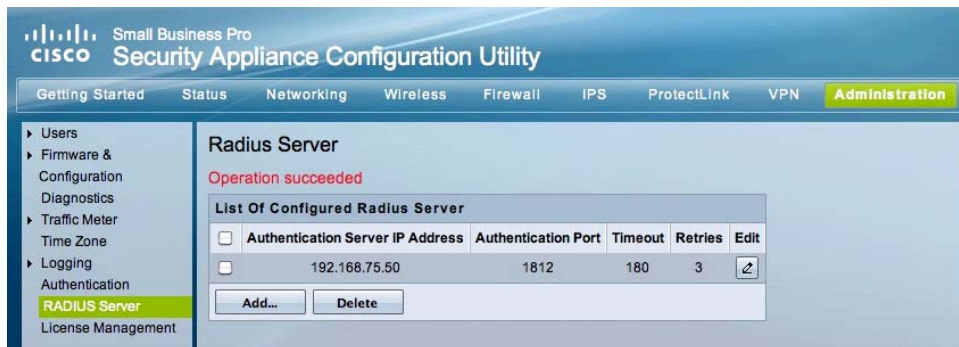 Small Business Pro
CISCO Security Appliance Configuration Utility
Getting Started Status Networking Wireless Firewall IPS ProtectLink VPN Administration
Users
Firmware &
Configuration
Diagnostics
Traffic Meter
Time Zone
Logging
Authentication
RADIUS Server
License Management
Radius Server
Operation succeeded
List Of Configured Radius Server
Authentication Server IP Address Authentication Port Timeout Retries Edit
192.168.75.50 1812 180 3
Add... Delete